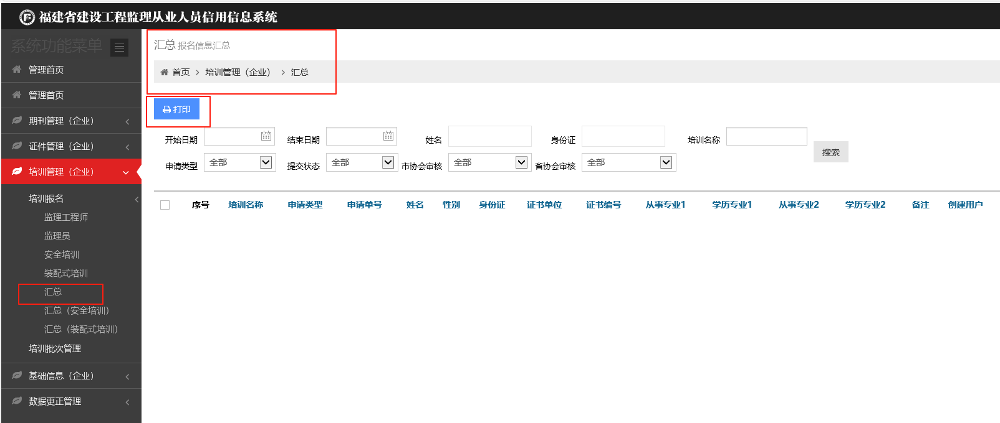 福建省建设工程监理从业人员信用信息系统
系统功能菜单
管理首页
管理首页
期刊管理（企业）
证件管理（企业）
培训管理（企业）
培训报名
监理工程师
监理员
安全培训
装配式培训
汇总
汇总（安全培训）
汇总（装配式培训）
培训批次管理
基础信息（企业）
数据更正管理
汇总 报名信息汇总
首页 > 培训管理（企业） > 汇总
打印
开始日期 结束日期 姓名 身份证 培训名称
搜索
申请类型 全部 提交状态 全部 市协会审核 全部 省协会审核 全部
序号 培训名称 申请类型 申请单号 姓名 性别 身份证 证书单位 证书编号 从事专业1 学历专业1 从事专业2 学历专业2 备注 创建用户